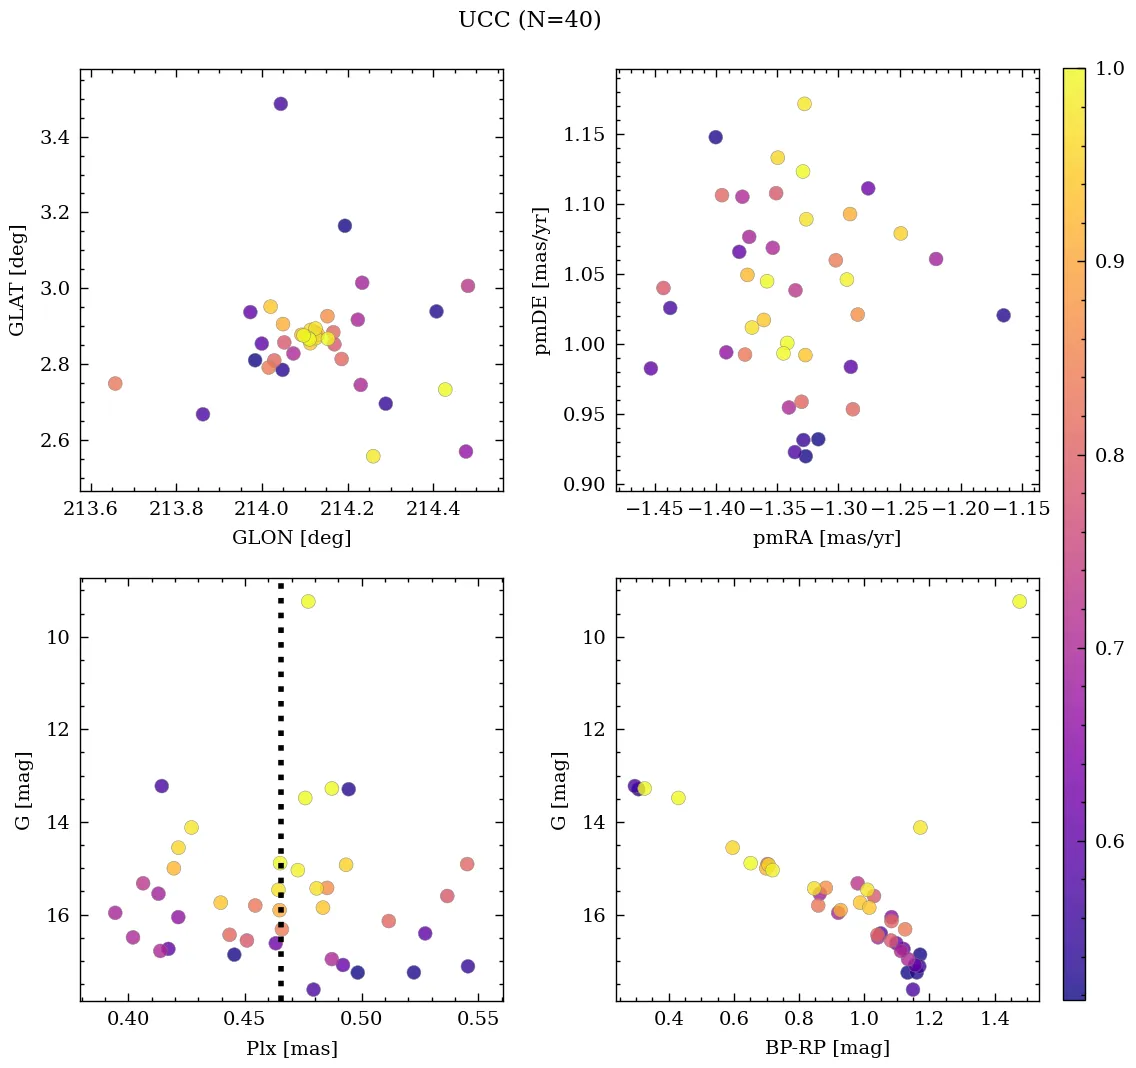 UCC (N=40)
3.4
3.2
3.0
2.8
2.6
GLAT [deg]
213.6 213.8 214.0 214.2 214.4
GLON [deg]
1.15
1.10
1.05
1.00
0.95
0.90
pmDE [mas/yr]
−1.45 −1.40 −1.35 −1.30 −1.25 −1.20 −1.15
pmRA [mas/yr]
10
12
14
16
G [mag]
0.40 0.45 0.50 0.55
Plx [mas]
10
12
14
16
G [mag]
0.4 0.6 0.8 1.0 1.2 1.4
BP-RP [mag]
1.0
0.9
0.8
0.7
0.6